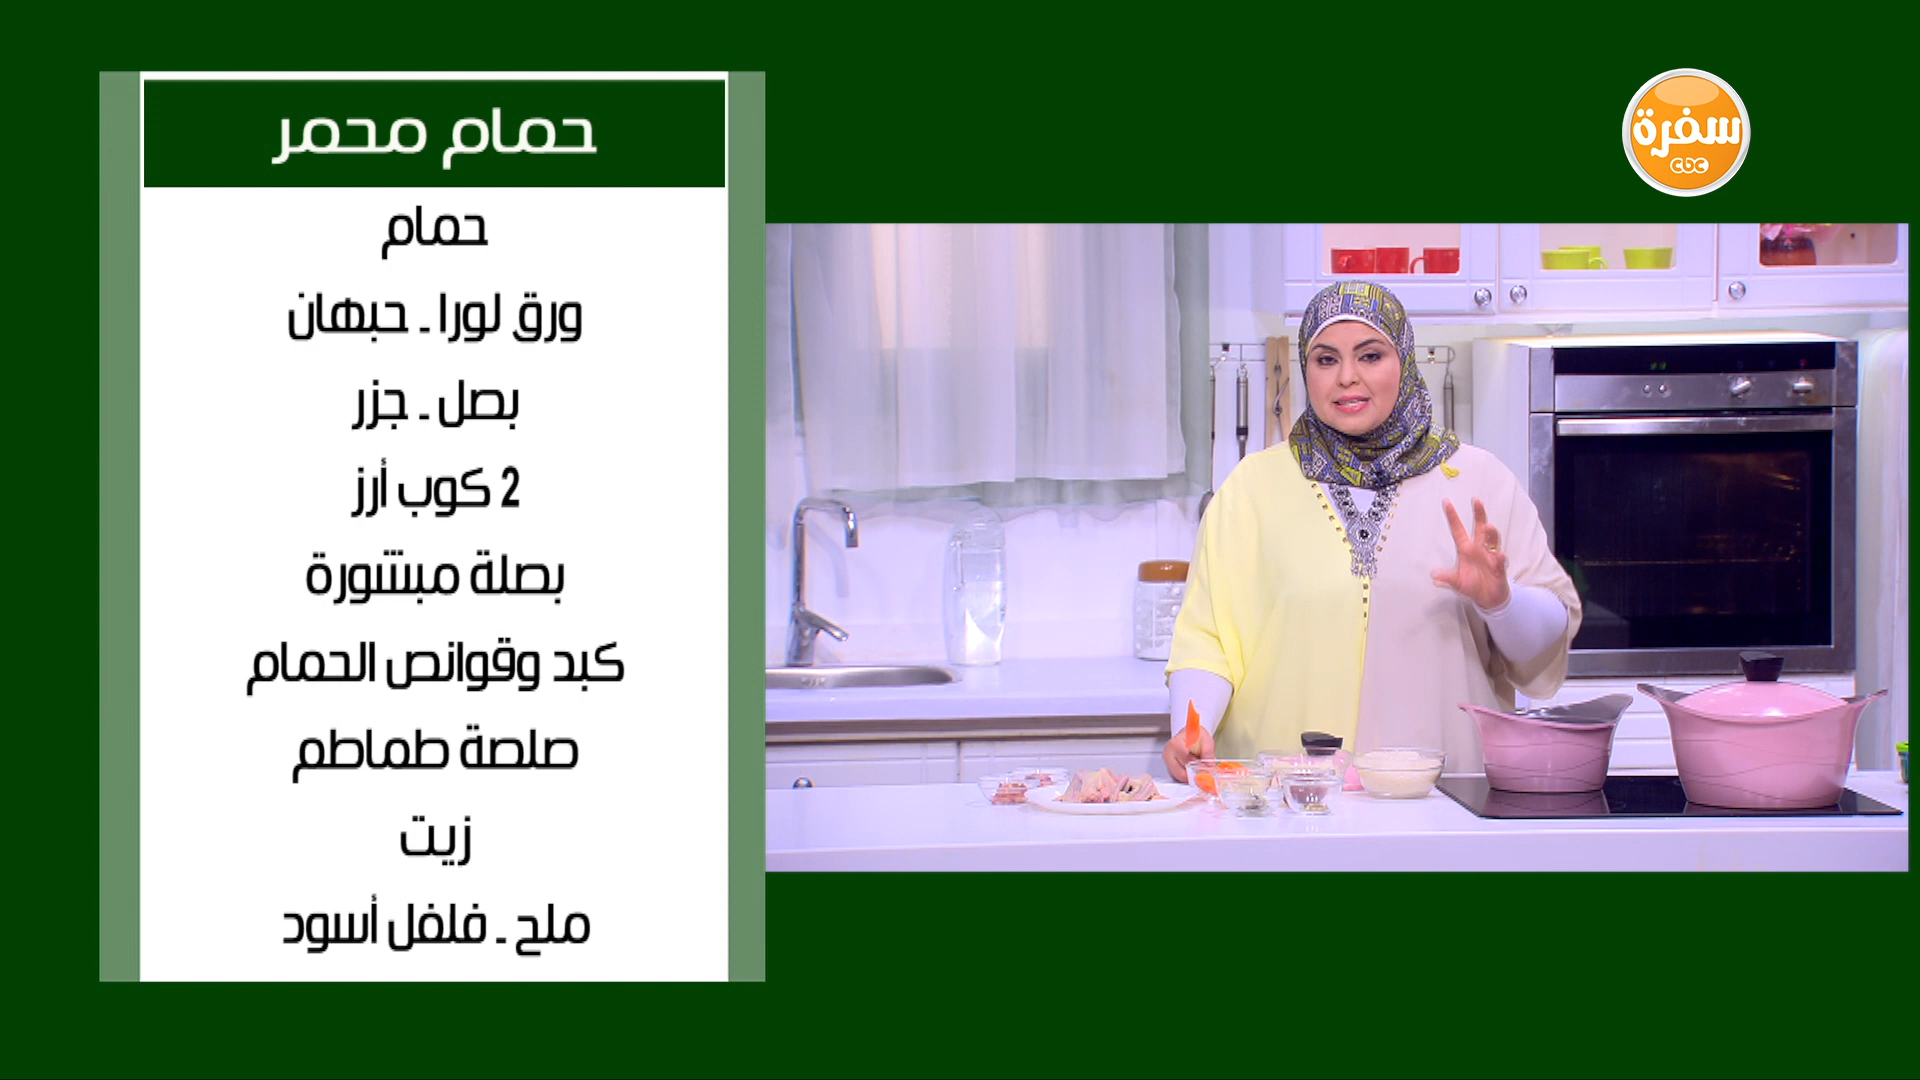 حمام محمر
حمام
ورق لورا - حبهان
بصل - جزر
2 كوب أرز
بصلة مبشورة
كبد وقوانص الحمام
صلصة طماطم
زيت
ملح - فلفل أسود
سفرة
cbc